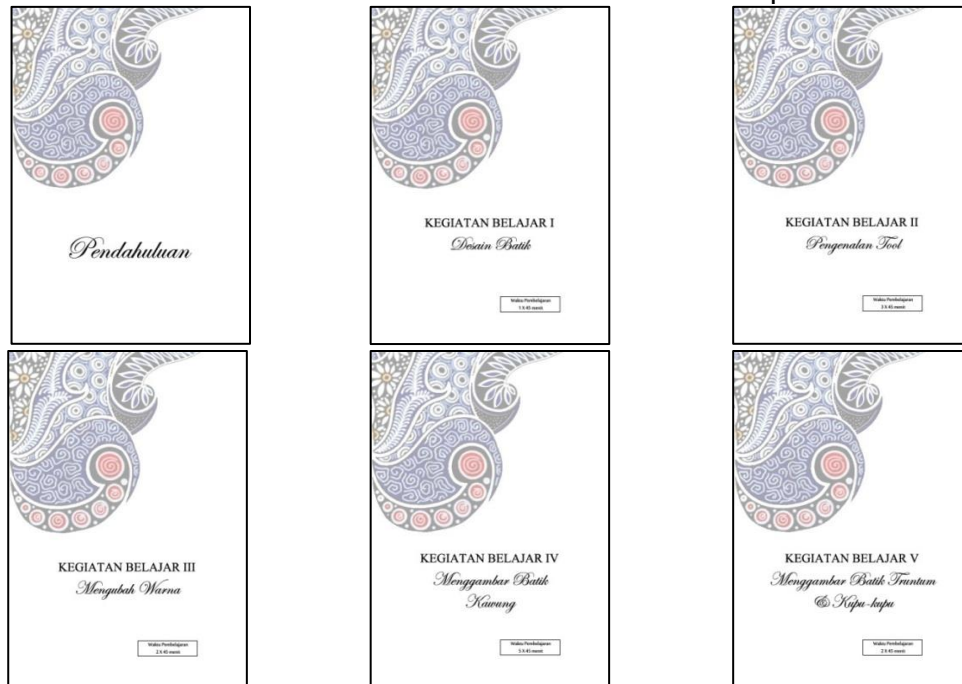 Pendahuluan
KEGIATAN BELAJAR I
Desain Batik
Waktu Pembelajaran
1 X 45 menit
KEGIATAN BELAJAR II
Pengenalan Tool
Waktu Pembelajaran
3 X 45 menit
KEGIATAN BELAJAR III
Mengubah Warna
Waktu Pembelajaran
2 X 45 menit
KEGIATAN BELAJAR IV
Menggambar Batik
Kawung
Waktu Pembelajaran
5 X 45 menit
KEGIATAN BELAJAR V
Menggambar Batik Truntum
& Kupu-kupu
Waktu Pembelajaran
2 X 45 menit